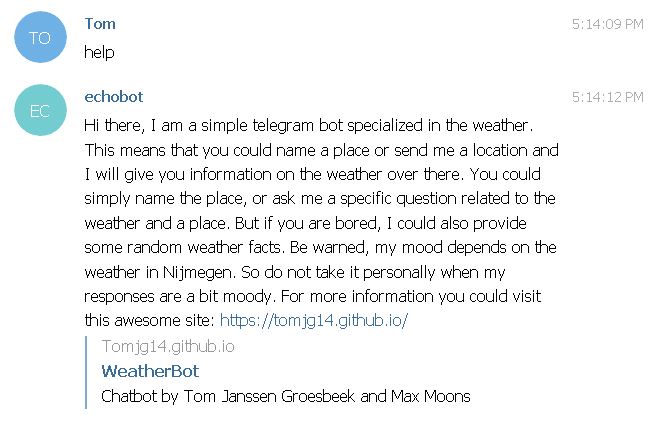 TO
Tom
5:14:09 PM
help
EC
echobot
5:14:12 PM
Hi there, I am a simple telegram bot specialized in the weather.
This means that you could name a place or send me a location and
I will give you information on the weather over there. You could
simply name the place, or ask me a specific question related to the
weather and a place. But if you are bored, I could also provide
some random weather facts. Be warned, my mood depends on the
weather in Nijmegen. So do not take it personally when my
responses are a bit moody. For more information you could visit
this awesome site: https://tomjg14.github.io/
Tomjg14.github.io
WeatherBot
Chatbot by Tom Janssen Groesbeek and Max Moons